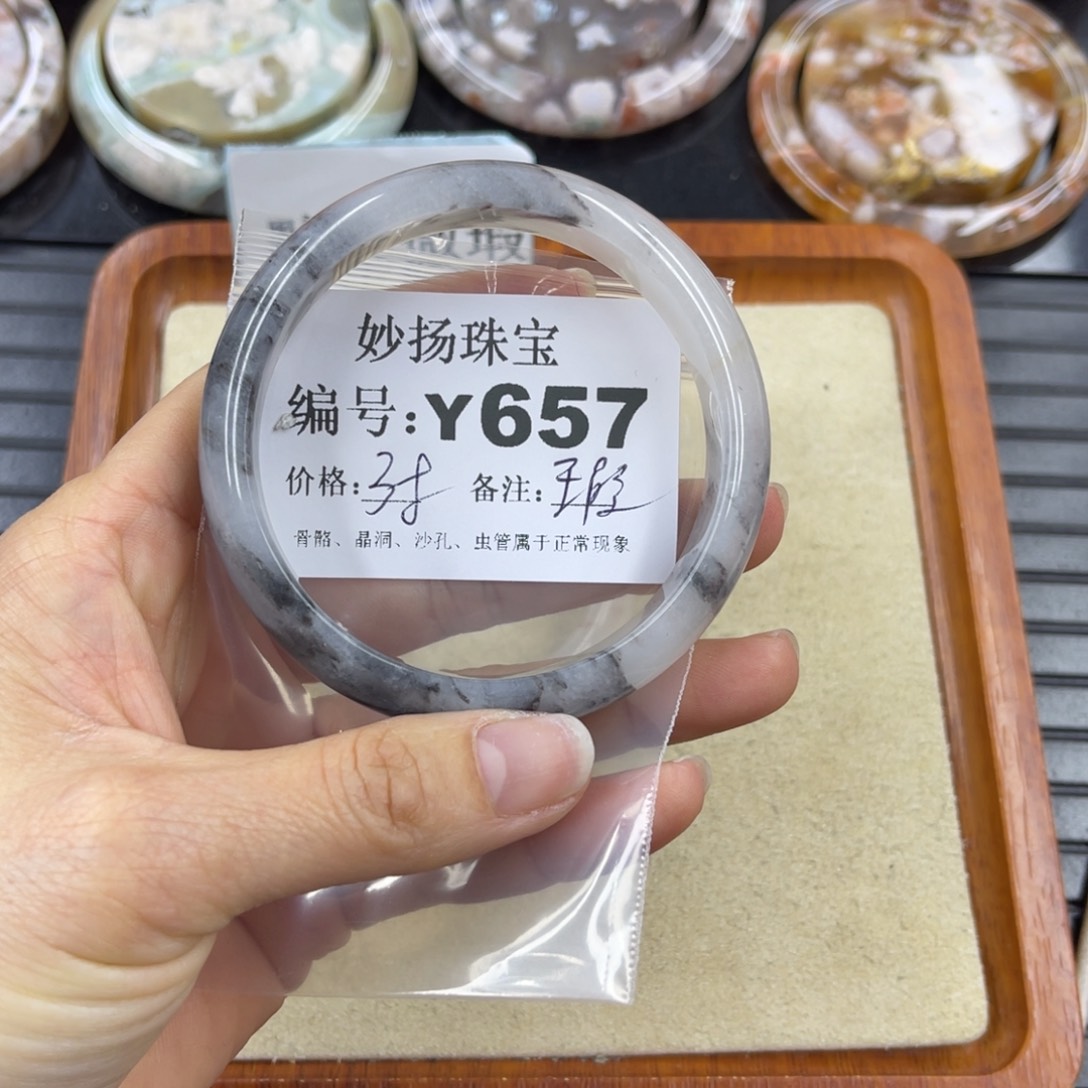 瑕
妙扬珠宝
编号:Y657
价格: 备注:
骨骼、晶洞、沙孔、虫管属于正常现象